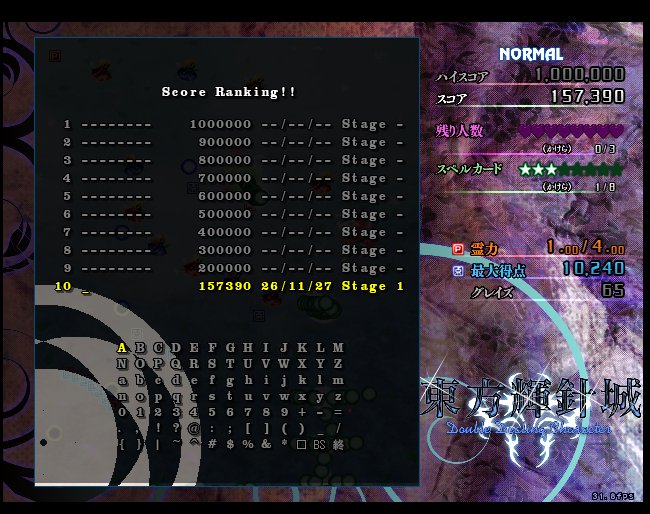 Score Ranking!!
1 -------- 1000000 --/--/-- Stage -
2 -------- 900000 --/--/-- Stage -
3 -------- 800000 --/--/-- Stage -
4 -------- 700000 --/--/-- Stage -
5 -------- 600000 --/--/-- Stage -
6 -------- 500000 --/--/-- Stage -
7 -------- 400000 --/--/-- Stage -
8 -------- 300000 --/--/-- Stage -
9 -------- 200000 --/--/-- Stage -
10 _ 157390 26/11/27 Stage 1
A B C D E F G H I J K L M
N O P Q R S T U V W X Y Z
a b c d e f g h i j k l m
n o p q r s t u v w x y z
0 1 2 3 4 5 6 7 8 9 + - =
. , ! ? @ : ; [ ] ( ) _ /
{ } | ~ ^ # $ % & * □ BS 終
NORMAL
ハイスコア 1,000,000
スコア 157,390
残り人数
(かけら) 0/3
スペルカード
(かけら) 1/8
P 霊力 1.00/4.00
最大得点 10,240
グレイズ 65
東方輝針城
Double Dealing Character
31.8fps